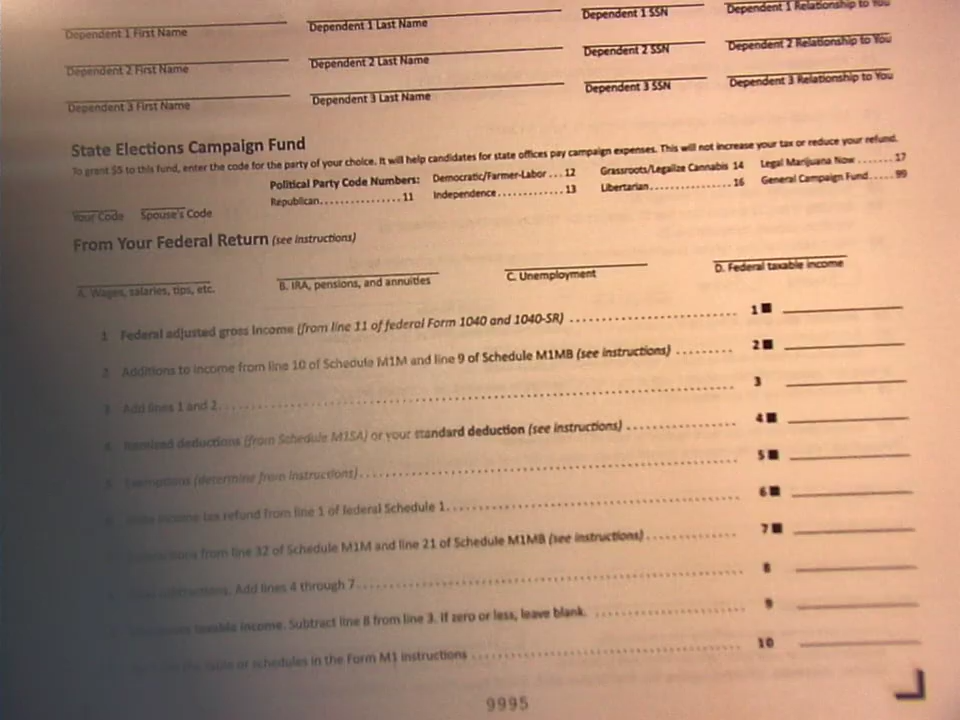 Dependent 1 First Name Dependent 1 Last Name Dependent 1 SSN Dependent 1 Relationship to You
Dependent 2 First Name Dependent 2 Last Name Dependent 2 SSN Dependent 2 Relationship to You
Dependent 3 First Name Dependent 3 Last Name Dependent 3 SSN Dependent 3 Relationship to You
State Elections Campaign Fund
To grant $5 to this fund, enter the code for the party of your choice. It will help candidates for state offices pay campaign expenses. This will not increase your tax or reduce your refund.
Political Party Code Numbers: Democratic/Farmer-Labor ... 12 Grassroots/Legalize Cannabis 14 Legal Marijuana Now ........ 17
Republican................ 11 Independence ............. 13 Libertarian................ 16 General Campaign Fund..... 99
Your Code Spouse's Code
From Your Federal Return (see instructions)
A. Wages, salaries, tips, etc. B. IRA, pensions, and annuities C. Unemployment D. Federal taxable income
1 Federal adjusted gross income (from line 11 of federal Form 1040 and 1040-SR) ........................... 1 ■
2 Additions to income from line 10 of Schedule M1M and line 9 of Schedule M1MB (see instructions) ......... 2 ■
3 Add lines 1 and 2.......................................................................... 3
4 Itemized deductions (from Schedule M1SA) or your standard deduction (see instructions) ................. 4 ■
5 Exemptions (determine from instructions)........................................................ 5 ■
income tax refund from line 1 of federal Schedule 1............................................. 6 ■
from line 32 of Schedule M1M and line 21 of Schedule M1MB (see instructions).............. 7 ■
Add lines 4 through 7........................................................... 8
taxable income. Subtract line 8 from line 3. If zero or less, leave blank. ....................... 9
or schedules in the Form M1 instructions ......................................... 10
9995